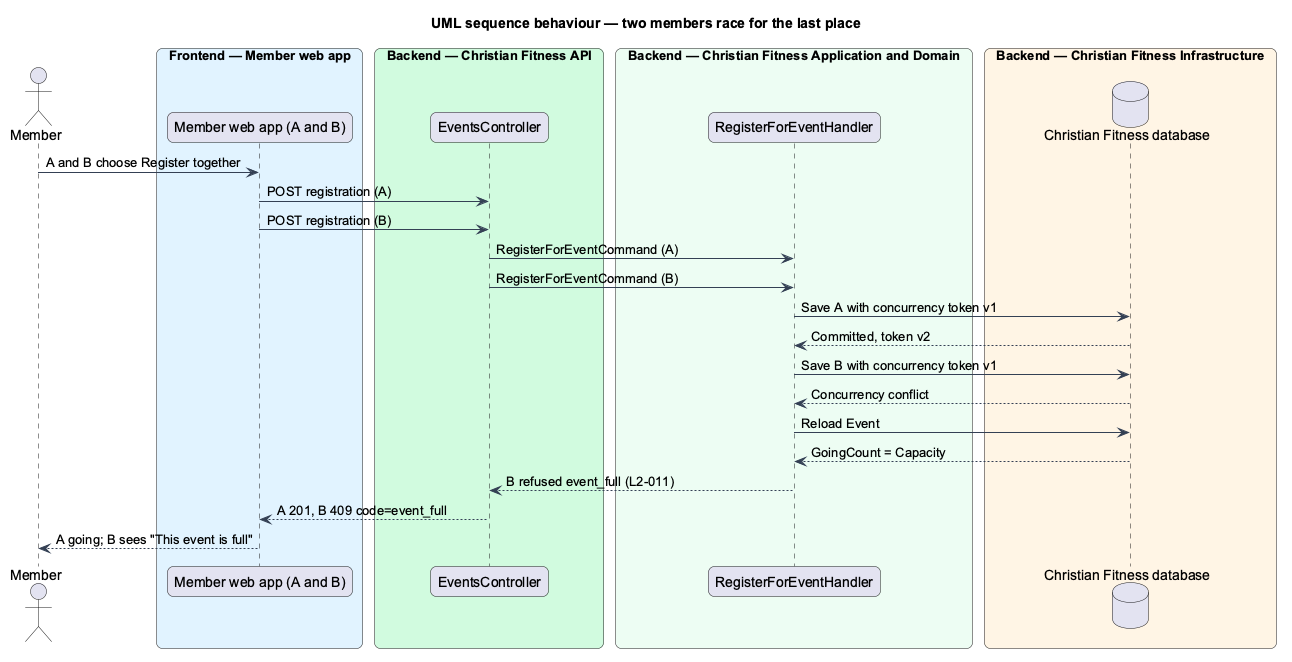 UML sequence behaviour — two members race for the last place
Frontend — Member web app
Backend — Christian Fitness API
Backend — Christian Fitness Application and Domain
Backend — Christian Fitness Infrastructure
Member
Member web app (A and B)
EventsController
RegisterForEventHandler
Christian Fitness database
A and B choose Register together
POST registration (A)
POST registration (B)
RegisterForEventCommand (A)
RegisterForEventCommand (B)
Save A with concurrency token v1
Committed, token v2
Save B with concurrency token v1
Concurrency conflict
Reload Event
GoingCount = Capacity
B refused event_full (L2-011)
A 201, B 409 code=event_full
A going; B sees "This event is full"
Member
Member web app (A and B)
EventsController
RegisterForEventHandler
Christian Fitness database